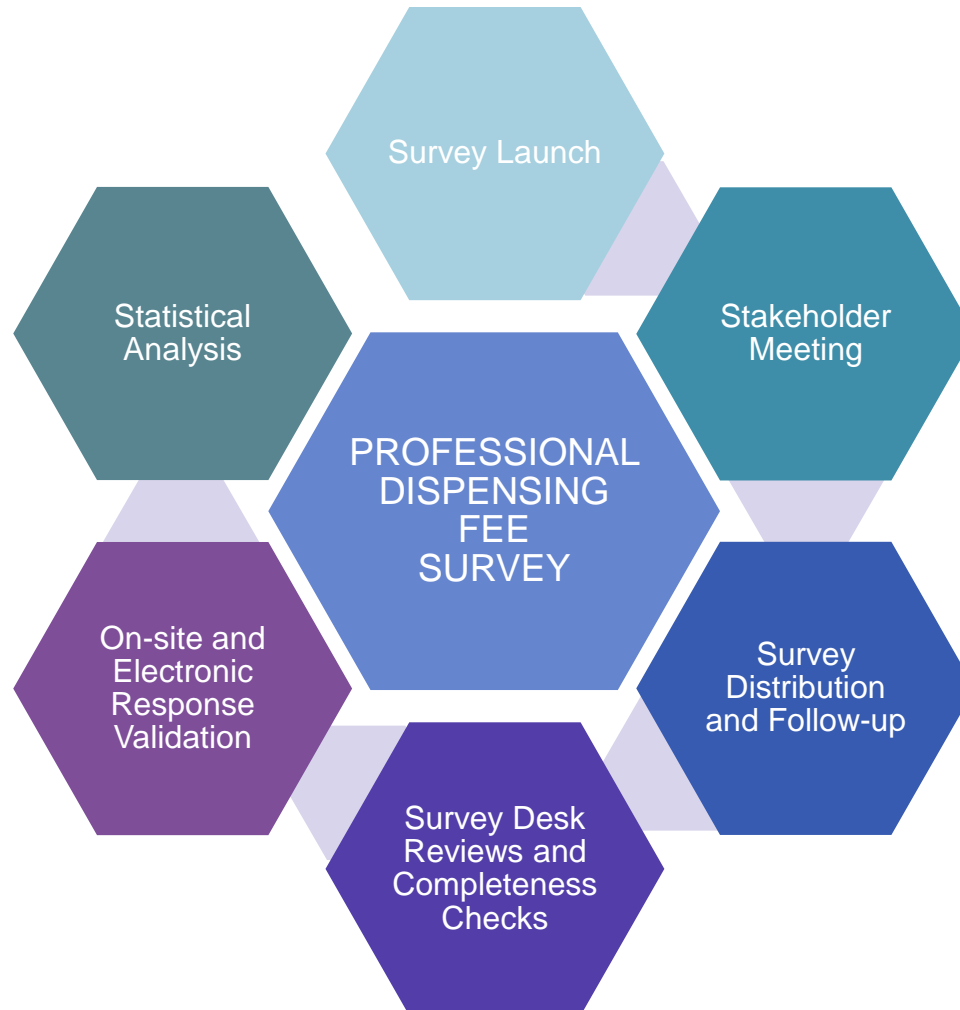 Survey Launch
Stakeholder
Meeting
Survey
Distribution
and Follow-up
Survey Desk
Reviews and
Completeness
Checks
On-site and
Electronic
Response
Validation
Statistical
Analysis
PROFESSIONAL
DISPENSING
FEE
SURVEY